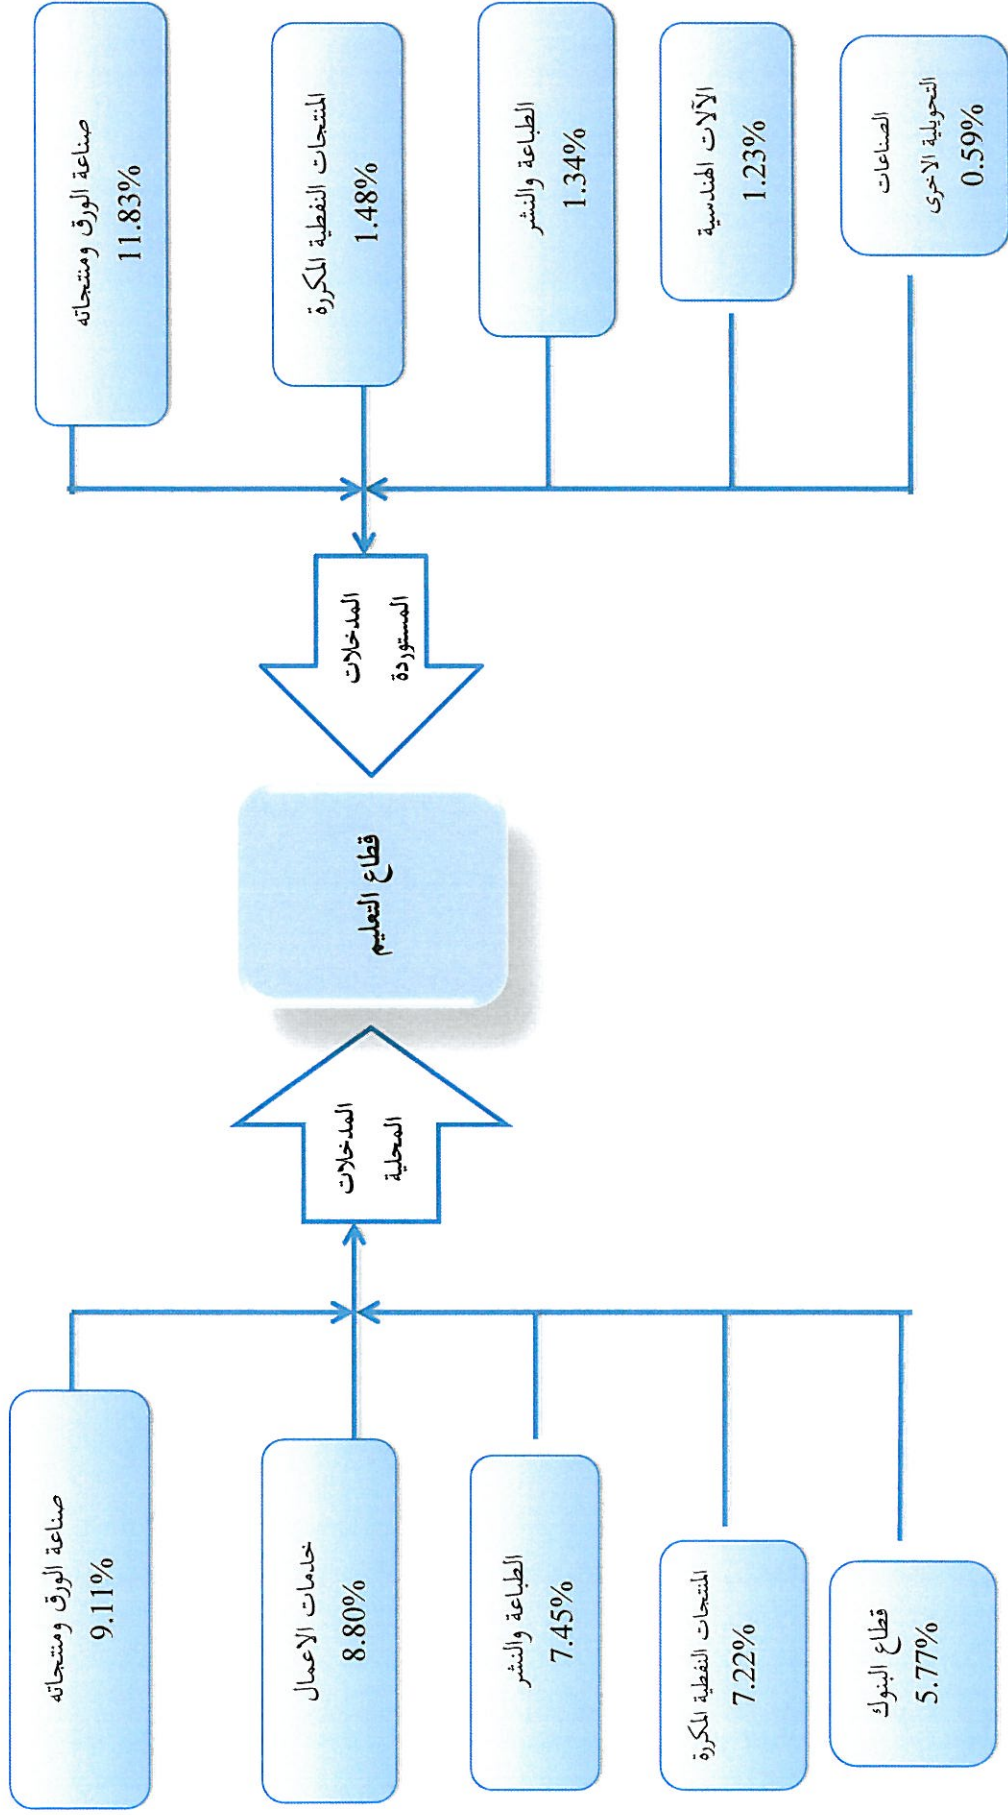 صناعة الورق ومنتجاته
11.83%
المنتجات النفطية المكررة
1.48%
الطباعة والنشر
1.34%
الآلات الهندسية
1.23%
الصناعات
التحويلية الاخرى
0.59%
المدخلات
المستوردة
قطاع التعليم
المدخلات
المحلية
صناعة الورق ومنتجاته
9.11%
خدمات الاعمال
8.80%
الطباعة والنشر
7.45%
المنتجات النفطية المكررة
7.22%
قطاع البنوك
5.77%